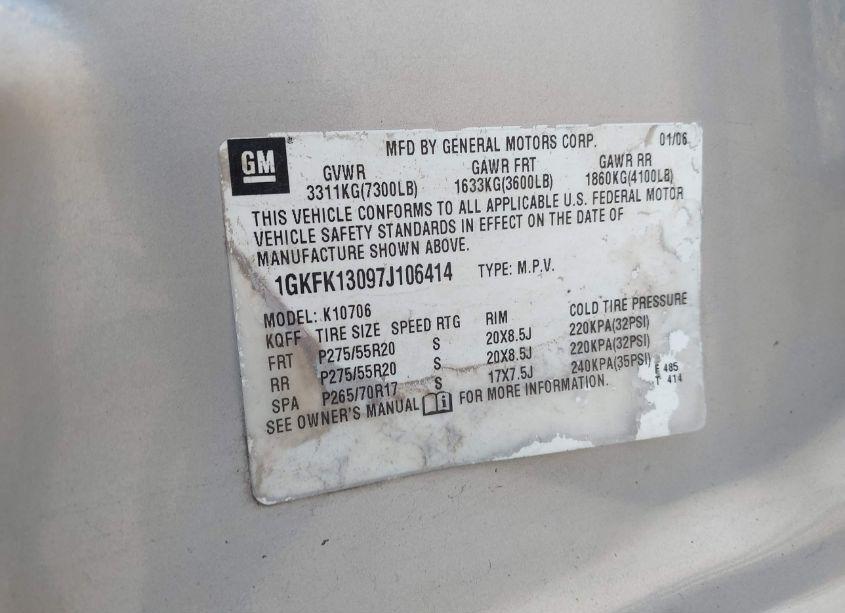 GM
MFD BY GENERAL MOTORS CORP. 01/06
GVWR GAWR FRT GAWR RR
3311KG(7300LB) 1633KG(3600LB) 1860KG(4100LB)
THIS VEHICLE CONFORMS TO ALL APPLICABLE U.S. FEDERAL MOTOR
VEHICLE SAFETY STANDARDS IN EFFECT ON THE DATE OF
MANUFACTURE SHOWN ABOVE.
1GKFK13097J106414 TYPE: M.P.V.
MODEL: K10706
KQFF TIRE SIZE SPEED RTG RIM COLD TIRE PRESSURE
FRT P275/55R20 S 20X8.5J 220KPA(32PSI)
RR P275/55R20 S 20X8.5J 220KPA(32PSI)
SPA P265/70R17 S 17X7.5J 240KPA(35PSI)
SEE OWNER'S MANUAL FOR MORE INFORMATION.
E 485
T 414